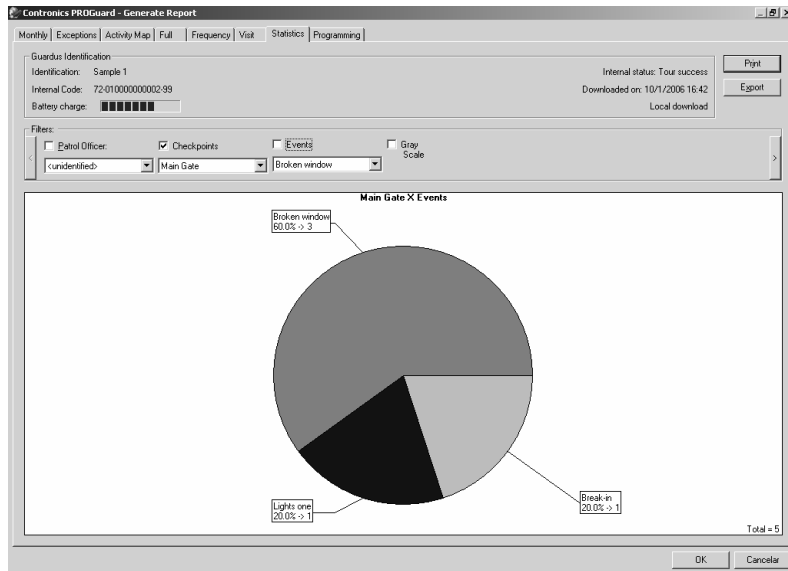 Contronics PROGuard - Generate Report
Monthly Exceptions Activity Map Full Frequency Visit Statistics Programming
Guardus Identification
Identification: Sample 1
Internal status: Tour success
Print
Internal Code: 72-010000000002-99
Downloaded on: 10/1/2006 16:42
Export
Battery charge:
Local download
Filters:
Patrol Officer: Checkpoints Events Gray
Scale
<unidentified> Main Gate Broken window
< >
Main Gate X Events
Broken window
60.0% -> 3
Break-in
20.0% -> 1
Lights one
20.0% -> 1
Total = 5
OK Cancelar